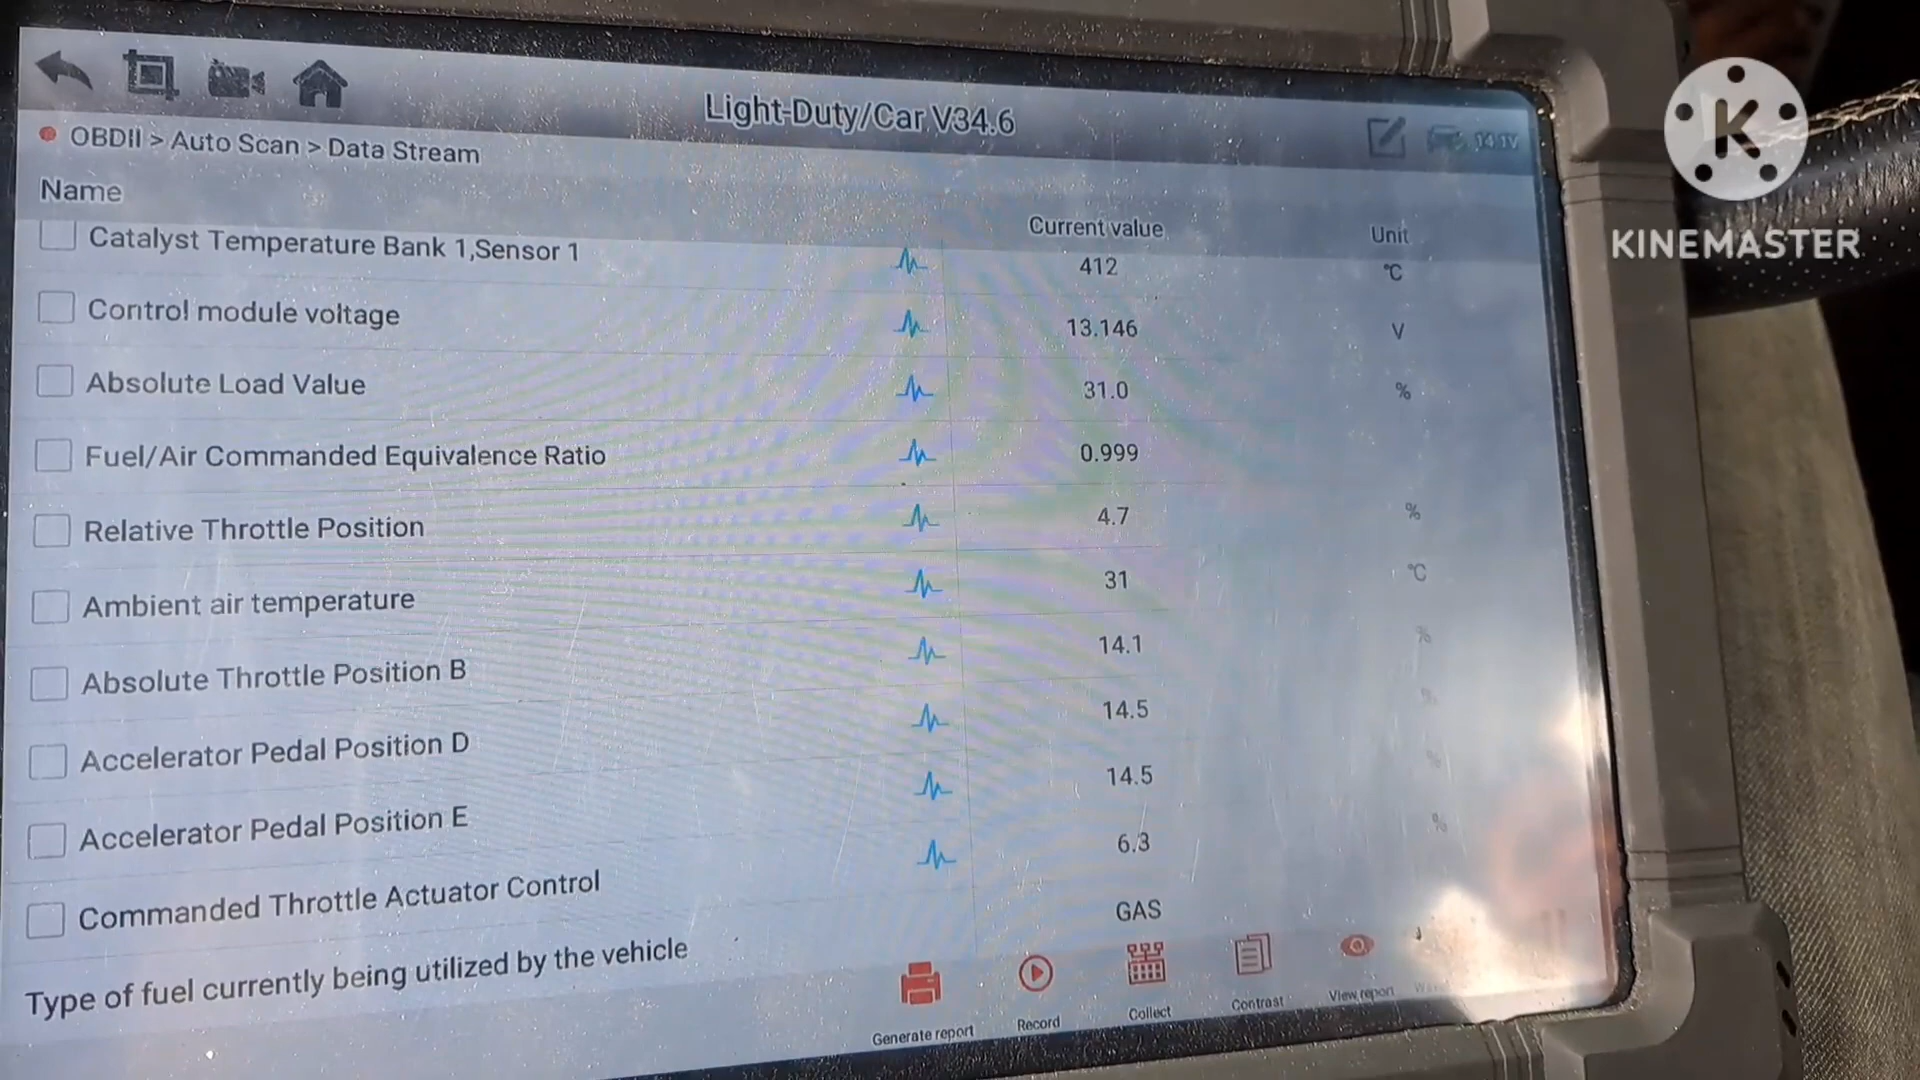 Light-Duty/Car V34.6
OBDII > Auto Scan > Data Stream
Name Current value Unit
Catalyst Temperature Bank 1,Sensor 1 412 °C
Control module voltage 13.146 V
Absolute Load Value 31.0 %
Fuel/Air Commanded Equivalence Ratio 0.999
Relative Throttle Position 4.7 %
Ambient air temperature 31 °C
Absolute Throttle Position B 14.1 %
Accelerator Pedal Position D 14.5 %
Accelerator Pedal Position E 14.5 %
Commanded Throttle Actuator Control 6.3 %
Type of fuel currently being utilized by the vehicle GAS
Generate report
Record
Collect
Contrast
View report
K
KINEMASTER